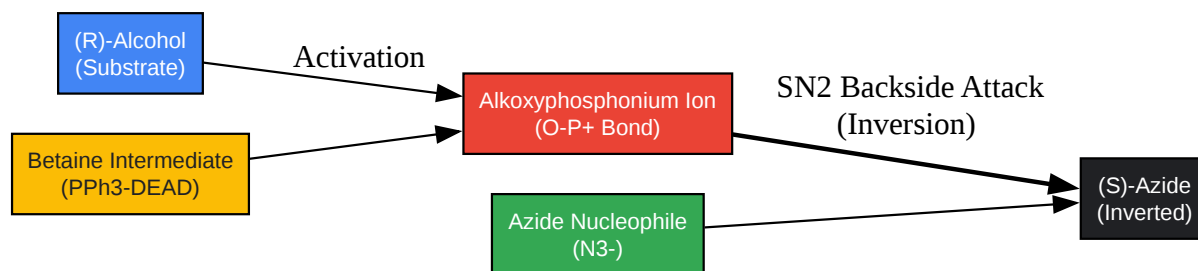 (R)-Alcohol
(Substrate)
Activation
Betaine Intermediate
(PPh3-DEAD)
Alkoxyphosphonium Ion
(O-P+ Bond)
SN2 Backside Attack
(Inversion)
Azide Nucleophile
(N3-)
(S)-Azide
(Inverted)